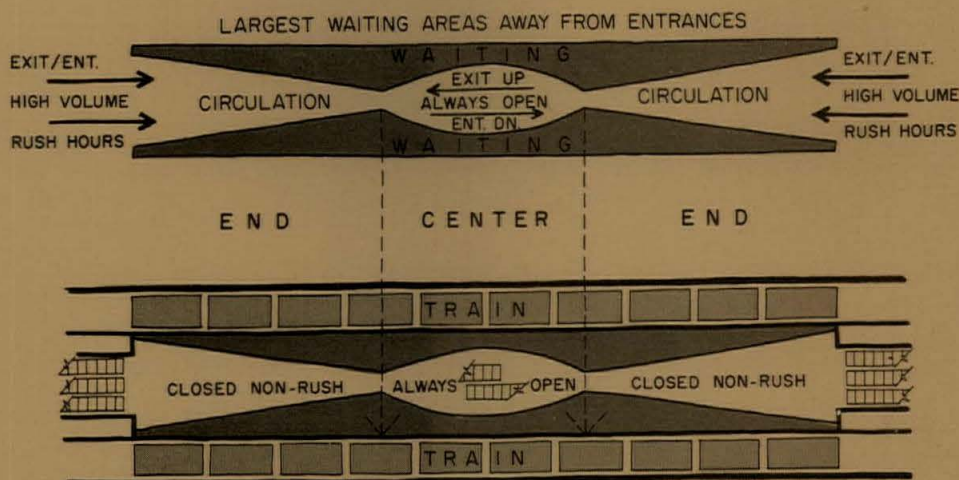 LARGEST WAITING AREAS AWAY FROM ENTRANCES
WAITING
EXIT/ENT.
HIGH VOLUME
RUSH HOURS
CIRCULATION
EXIT UP
ALWAYS OPEN
ENT. DN.
CIRCULATION
EXIT/ENT.
HIGH VOLUME
RUSH HOURS
WAITING
END CENTER END
TRAIN
CLOSED NON-RUSH ALWAYS OPEN CLOSED NON-RUSH
TRAIN